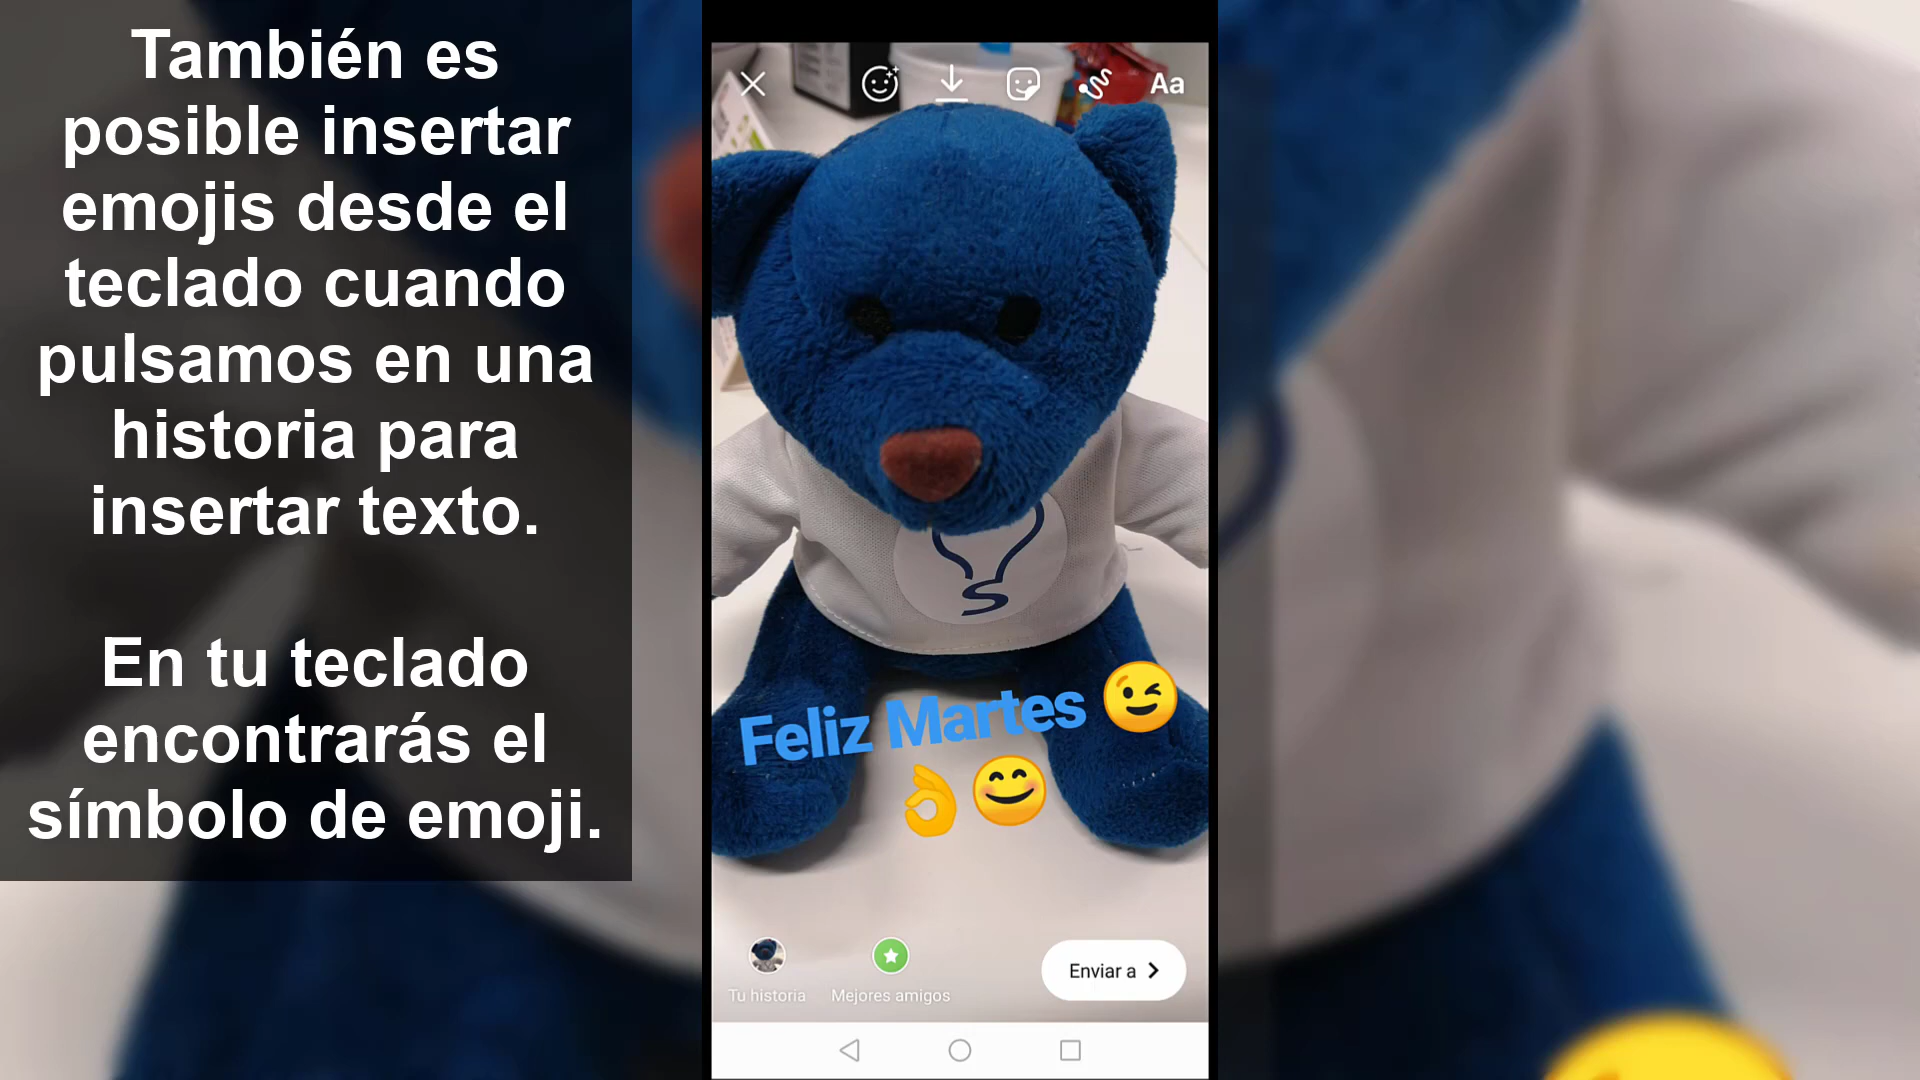 También es
posible insertar
emojis desde el
teclado cuando
pulsamos en una
historia para
insertar texto.
En tu teclado
encontrarás el
símbolo de emoji.
Aa
Feliz Martes 😉
👌😊
Tu historia
Mejores amigos
Enviar a